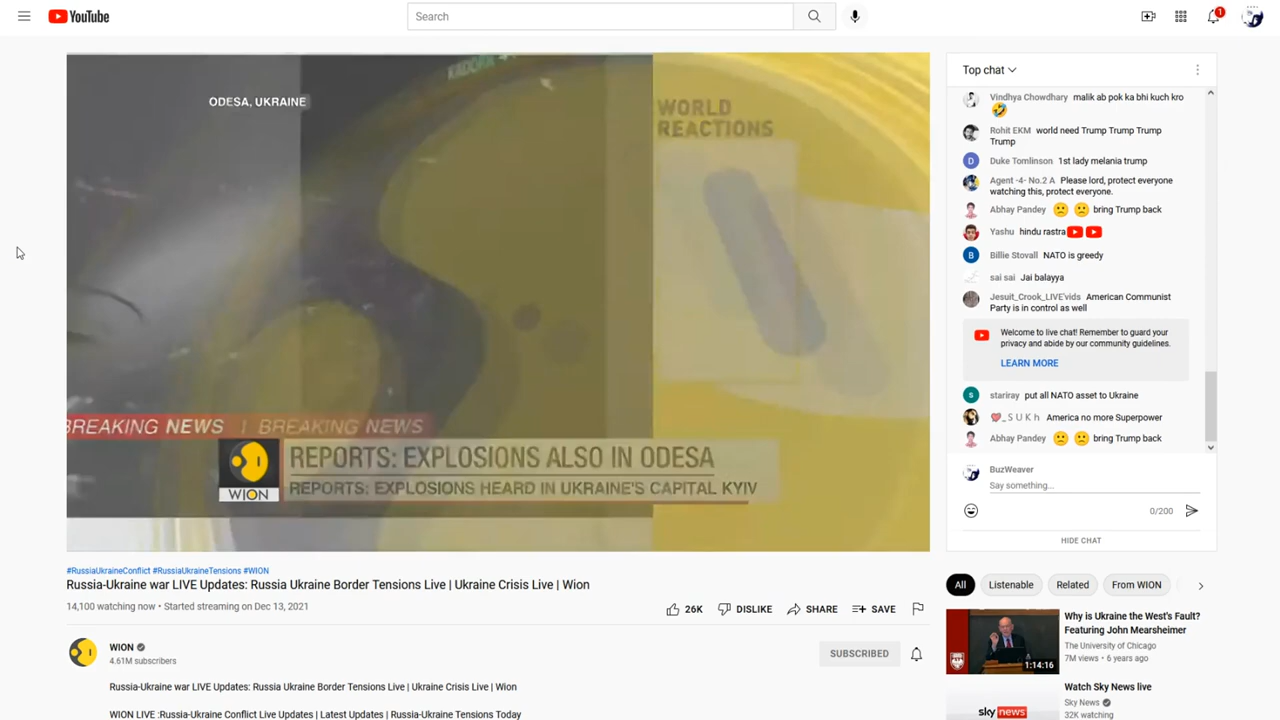 YouTube
Search
1
ODESA, UKRAINE
WORLD
REACTIONS
BREAKING NEWS | BREAKING NEWS
REPORTS: EXPLOSIONS ALSO IN ODESA
REPORTS: EXPLOSIONS HEARD IN UKRAINE'S CAPITAL KYIV
WION
#RussiaUkraineConflict #RussiaUkraineTensions #WION
Russia-Ukraine war LIVE Updates: Russia Ukraine Border Tensions Live | Ukraine Crisis Live | Wion
14,100 watching now • Started streaming on Dec 13, 2021
26K DISLIKE SHARE SAVE
WION
4.61M subscribers
SUBSCRIBED
Russia-Ukraine war LIVE Updates: Russia Ukraine Border Tensions Live | Ukraine Crisis Live | Wion
WION LIVE :Russia-Ukraine Conflict Live Updates | Latest Updates | Russia-Ukraine Tensions Today
Top chat
Vindhya Chowdhary malik ab pok ka bhi kuch kro
🤣
Rohit EKM world need Trump Trump Trump
Trump
D Duke Tomlinson 1st lady melania trump
Agent -4- No.2 A Please lord, protect everyone
watching this, protect everyone.
Abhay Pandey 🙁 🙁 bring Trump back
Yashu hindu rastra
B Billie Stovall NATO is greedy
sai sai Jai balayya
Jesuit_Crook_LIVE'vids American Communist
Party is in control as well
Welcome to live chat! Remember to guard your
privacy and abide by our community guidelines.
LEARN MORE
S stariray put all NATO asset to Ukraine
💗_ S U K h America no more Superpower
Abhay Pandey 🙁 🙁 bring Trump back
BuzWeaver
Say something...
0/200
HIDE CHAT
All Listenable Related From WION
Why is Ukraine the West's Fault?
Featuring John Mearsheimer
The University of Chicago
7M views • 6 years ago
1:14:16
Watch Sky News live
Sky News
32K watching
sky news